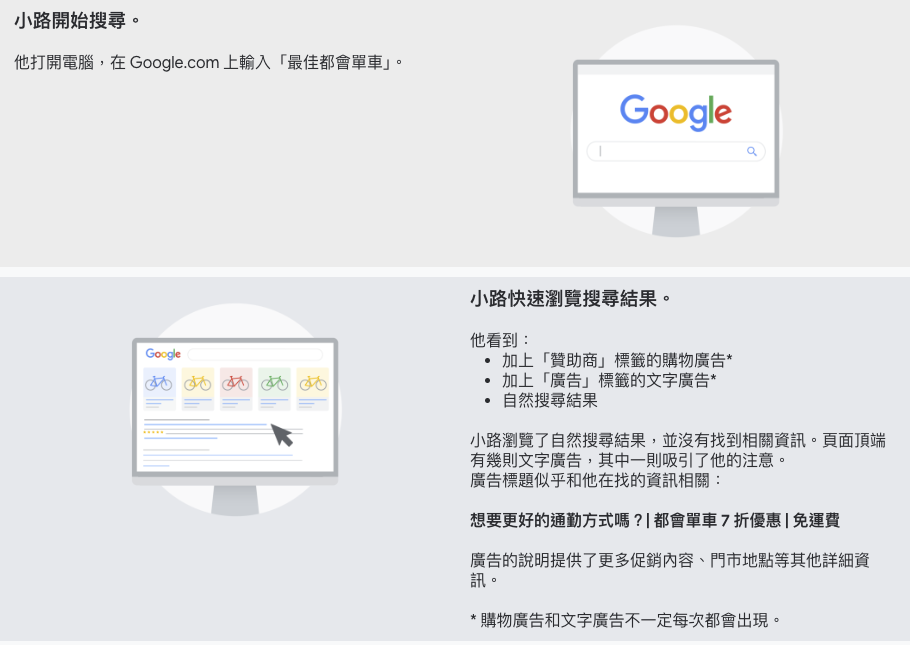 小路開始搜尋。
他打開電腦，在 Google.com 上輸入「最佳都會單車」。
Google
Google
小路快速瀏覽搜尋結果。
他看到：
• 加上「贊助商」標籤的購物廣告*
• 加上「廣告」標籤的文字廣告*
• 自然搜尋結果
小路瀏覽了自然搜尋結果，並沒有找到相關資訊。頁面頂端
有幾則文字廣告，其中一則吸引了他的注意。
廣告標題似乎和他在找的資訊相關：
想要更好的通勤方式嗎？| 都會單車 7 折優惠 | 免運費
廣告的說明提供了更多促銷內容、門市地點等其他詳細資
訊。
* 購物廣告和文字廣告不一定每次都會出現。